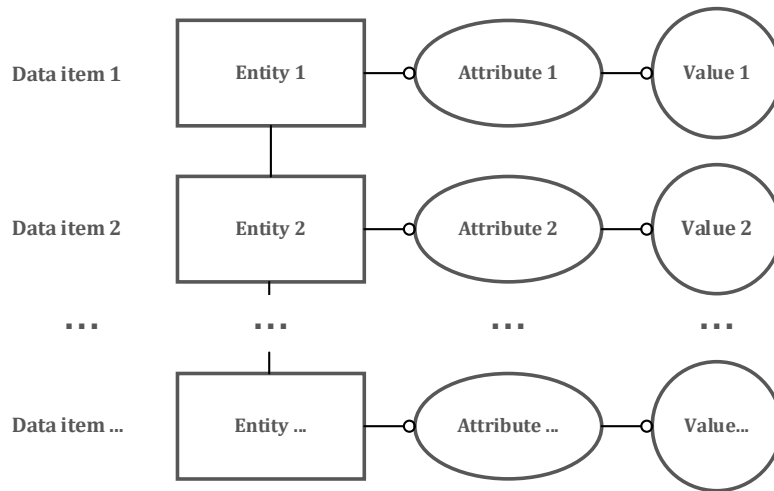 Data item 1 Entity 1 Attribute 1 Value 1
Data item 2 Entity 2 Attribute 2 Value 2
... ... ... ...
Data item ... Entity ... Attribute ... Value...